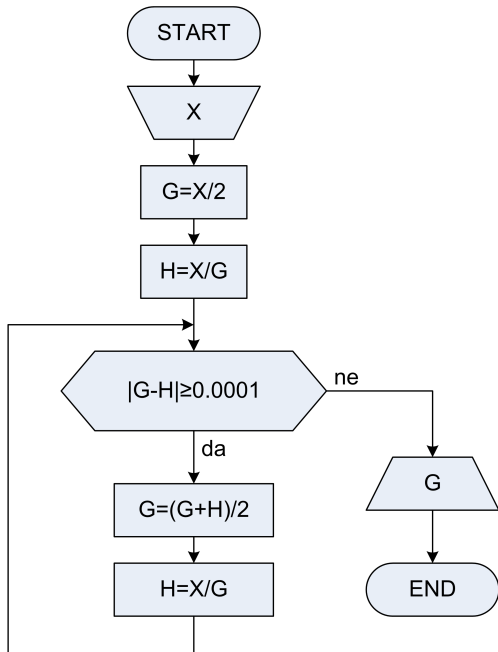 START
X
G=X/2
H=X/G
|G-H|≥0.0001
ne
da
G=(G+H)/2
G
H=X/G
END